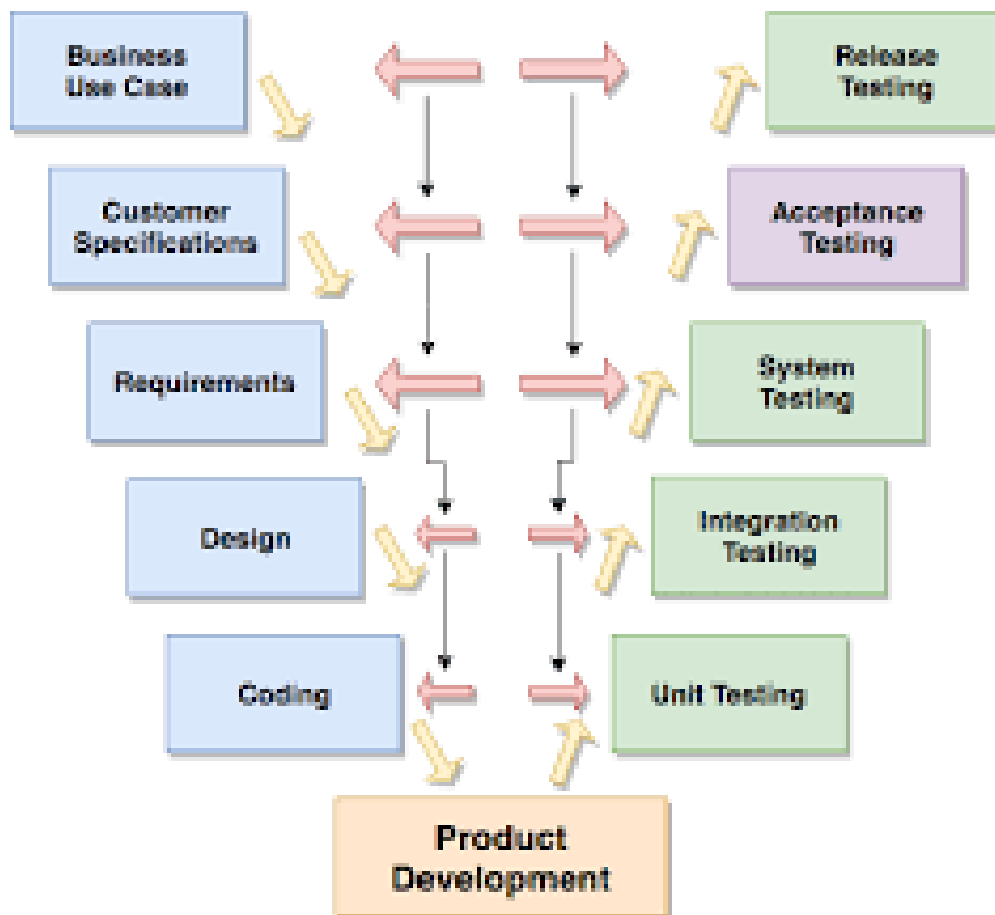 Business
Use Case
Release
Testing
Customer
Specifications
Acceptance
Testing
Requirements
System
Testing
Design
Integration
Testing
Coding
Unit Testing
Product
Development